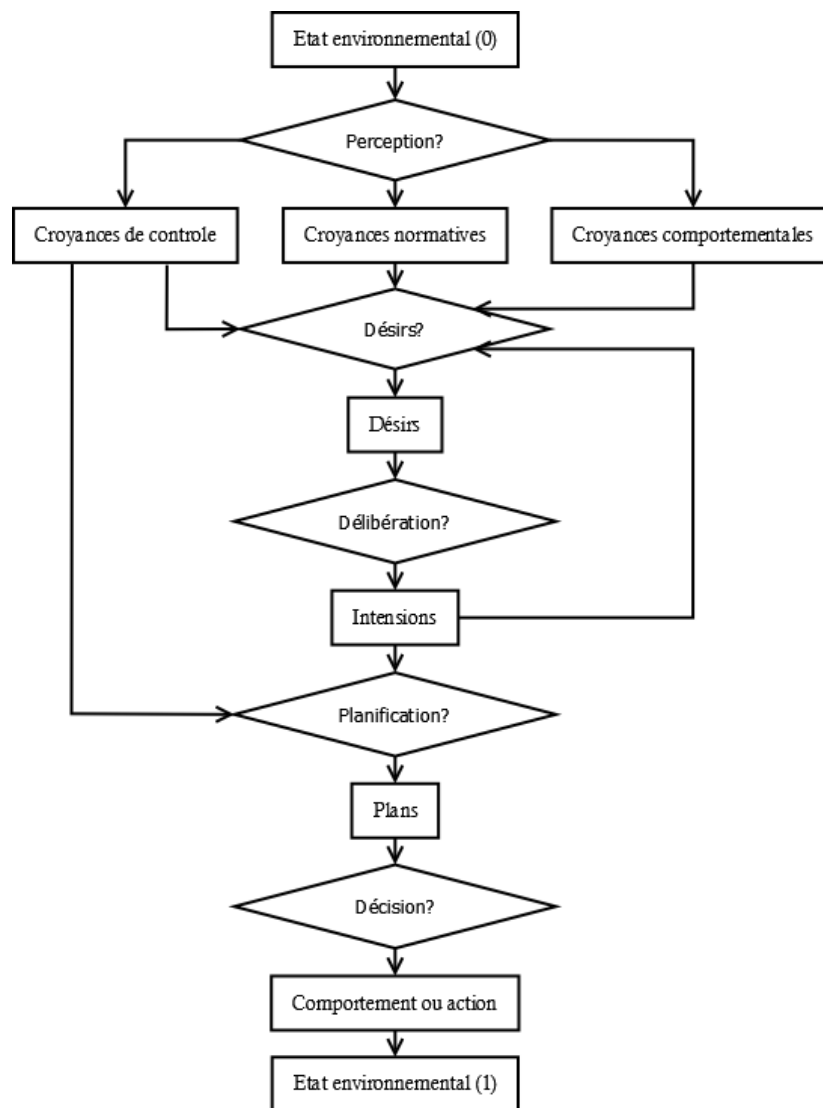 Etat environnemental (0)
Perception?
Croyances de controle
Croyances normatives
Croyances comportementales
Désirs?
Désirs
Délibération?
Intensions
Planification?
Plans
Décision?
Comportement ou action
Etat environnemental (1)